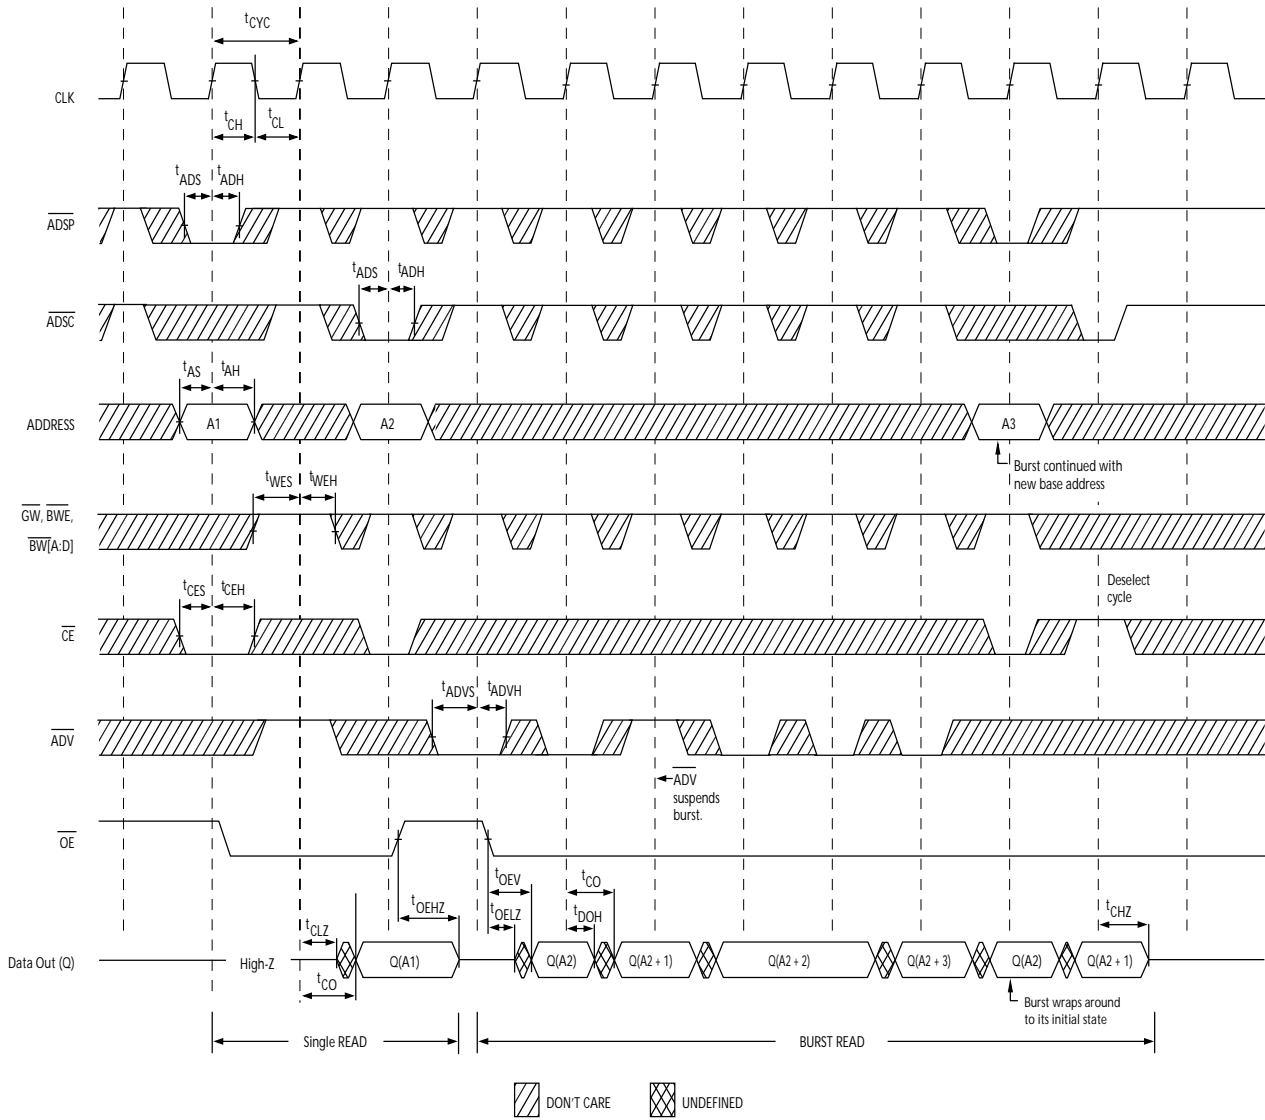 tCYC
CLK
tCH
tCL
tADS
tADH
ADSP
tADS
tADH
ADSC
tAS
tAH
ADDRESS
A1
A2
A3
Burst continued with
new base address
tWES
tWEH
GW, BWE,
BW[A:D]
Deselect
cycle
tCES
tCEH
CE
tADVS
tADVH
ADV
ADV
suspends
burst.
OE
tOEHZ
tOEV
tOELZ
tCO
tDOH
tCHZ
tCLZ
Data Out (Q)
High-Z
Q(A1)
Q(A2)
Q(A2 + 1)
Q(A2 + 2)
Q(A2 + 3)
Q(A2)
Q(A2 + 1)
tCO
Burst wraps around
to its initial state
Single READ
BURST READ
DON'T CARE
UNDEFINED